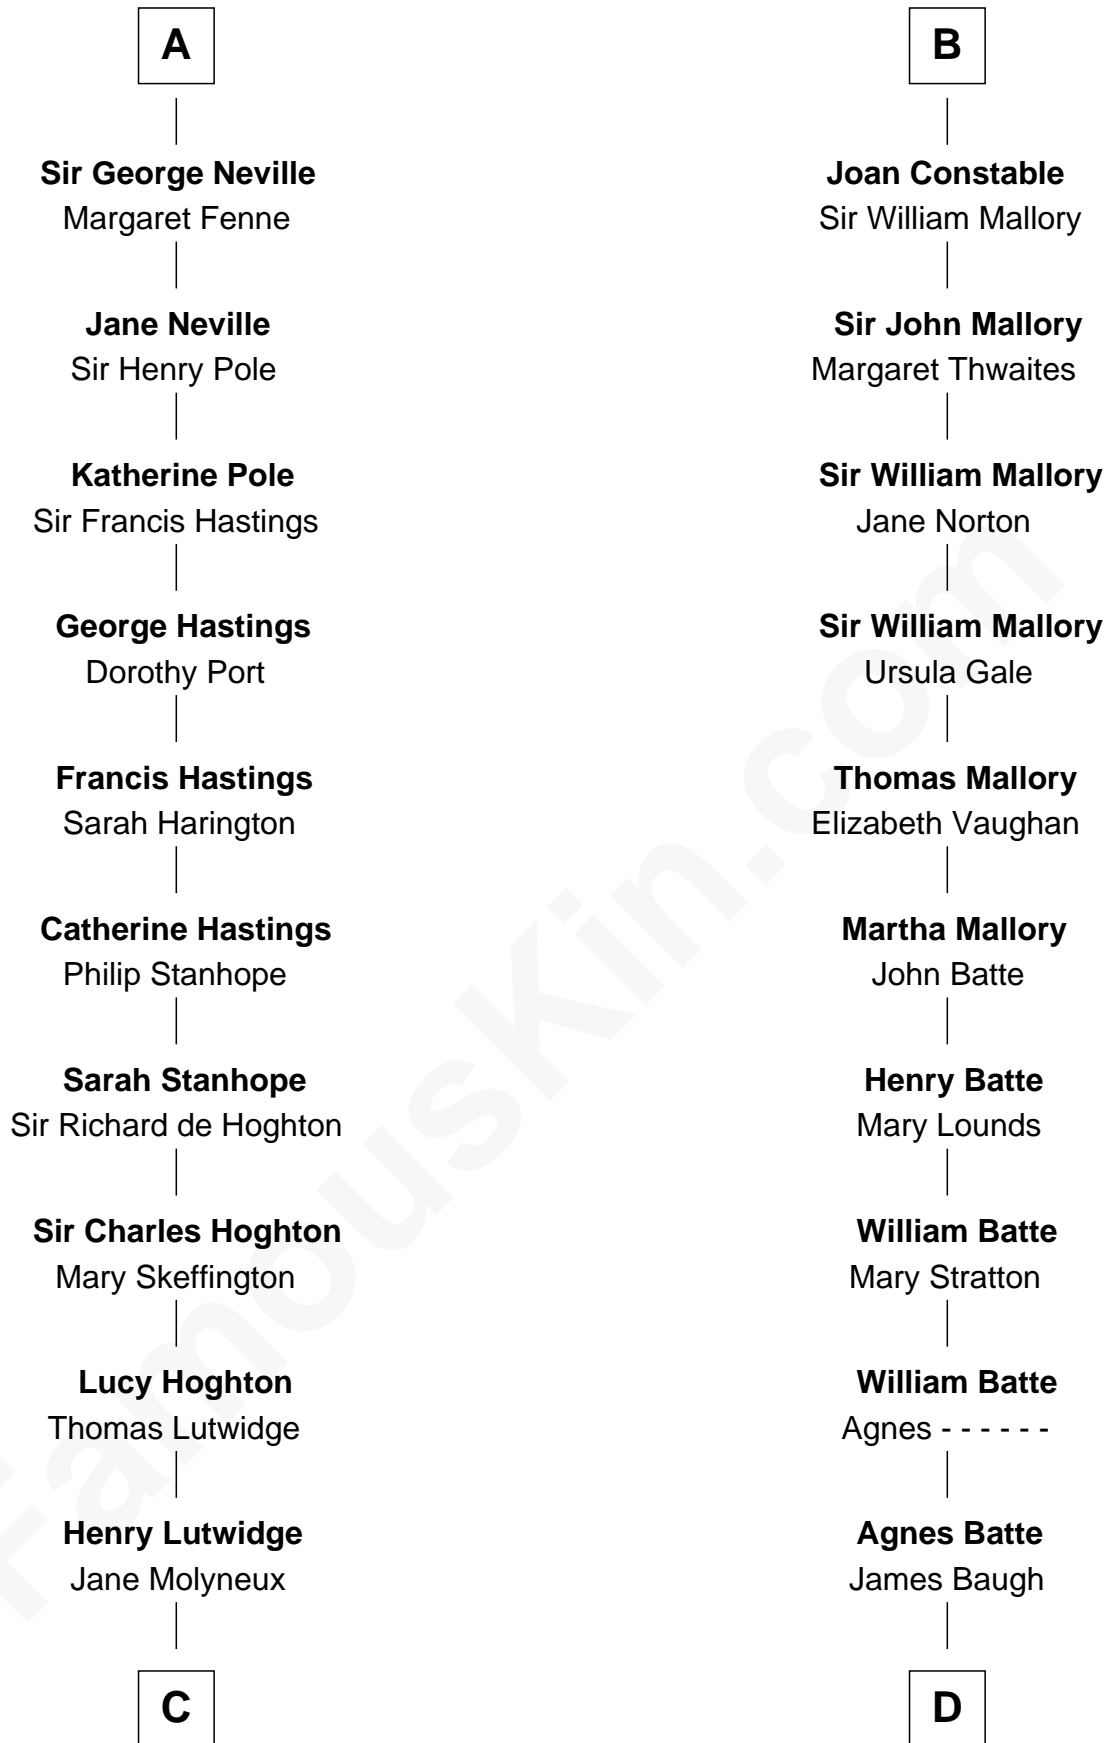 A
Sir George Neville
Margaret Fenne
Jane Neville
Sir Henry Pole
Katherine Pole
Sir Francis Hastings
George Hastings
Dorothy Port
Francis Hastings
Sarah Harington
Catherine Hastings
Philip Stanhope
Sarah Stanhope
Sir Richard de Hoghton
Sir Charles Hoghton
Mary Skeffington
Lucy Hoghton
Thomas Lutwidge
Henry Lutwidge
Jane Molyneux
C
B
Joan Constable
Sir William Mallory
Sir John Mallory
Margaret Thwaites
Sir William Mallory
Jane Norton
Sir William Mallory
Ursula Gale
Thomas Mallory
Elizabeth Vaughan
Martha Mallory
John Batte
Henry Batte
Mary Lounds
William Batte
Mary Stratton
William Batte
Agnes - - - - - -
Agnes Batte
James Baugh
D
FamousKin.com